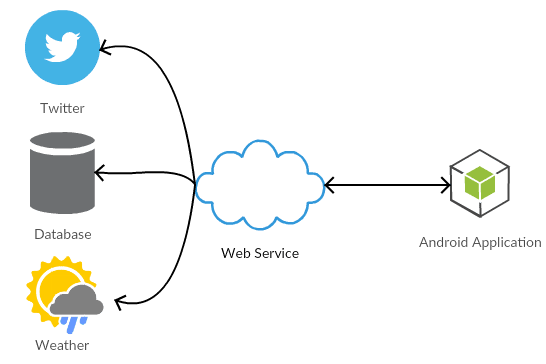 Twitter
Database
Web Service
Android Application
Weather